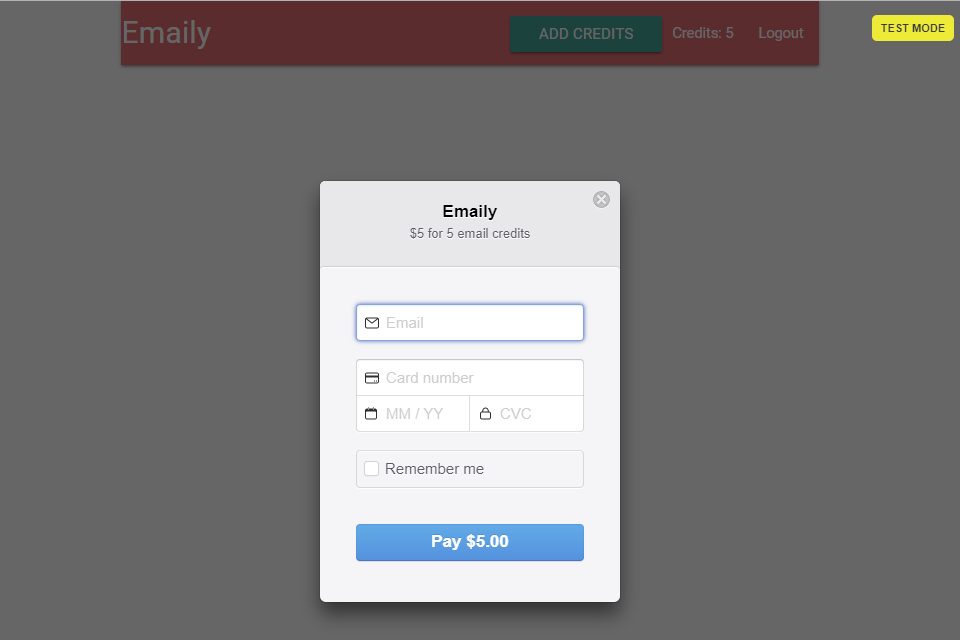 Emaily
ADD CREDITS
Credits: 5
Logout
TEST MODE
Emaily
$5 for 5 email credits
Email
Card number
MM / YY
CVC
Remember me
Pay $5.00